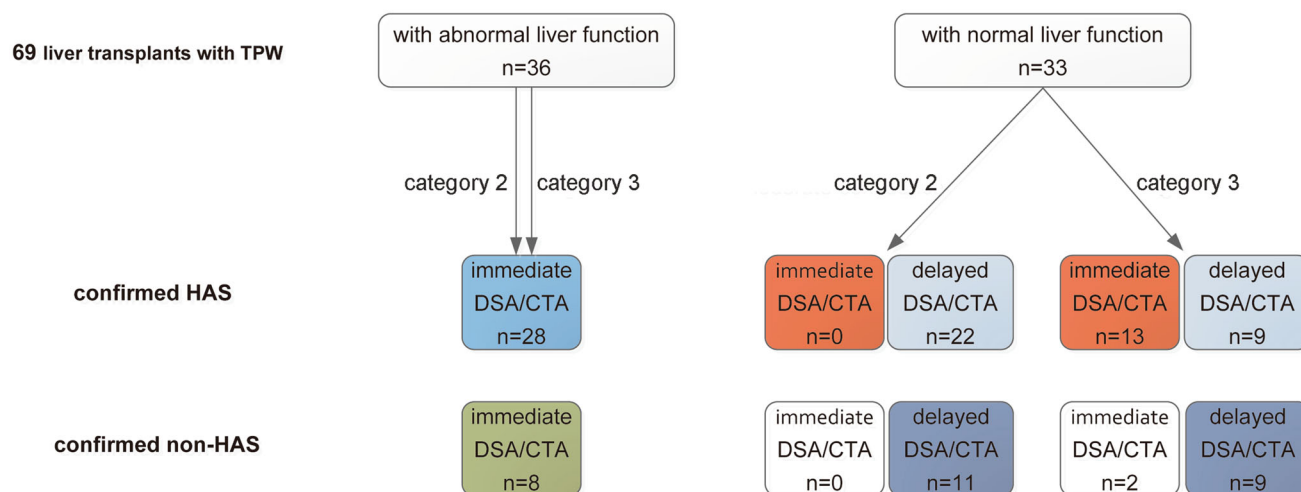 69 liver transplants with TPW
with abnormal liver function
n=36
with normal liver function
n=33
category 2
category 3
category 2
category 3
confirmed HAS
immediate
DSA/CTA
n=28
immediate
DSA/CTA
n=0
delayed
DSA/CTA
n=22
immediate
DSA/CTA
n=13
delayed
DSA/CTA
n=9
confirmed non-HAS
immediate
DSA/CTA
n=8
immediate
DSA/CTA
n=0
delayed
DSA/CTA
n=11
immediate
DSA/CTA
n=2
delayed
DSA/CTA
n=9